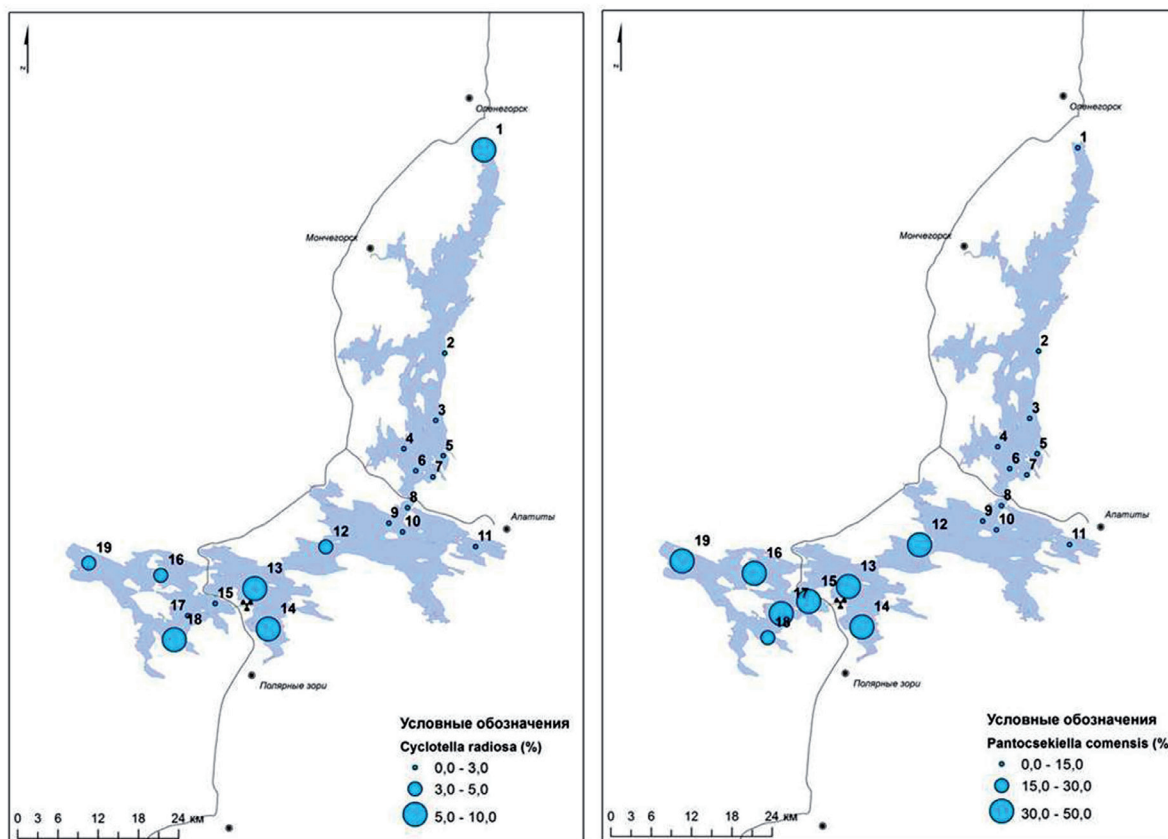 z
Оленегорск
1
Мончегорск
2
3
4
5
6
7
8
9
10
Апатиты
11
12
19
16
13
15
17
14
18
Полярные зори
Условные обозначения
Cyclotella radiosa (%)
0,0 - 3,0
3,0 - 5,0
5,0 - 10,0
0 3 6 12 18 24 км
z
Оленегорск
1
Мончегорск
2
3
4
5
6
7
8
9
10
Апатиты
11
12
19
16
13
15
17
14
18
Полярные зори
Условные обозначения
Pantocsekiella comensis (%
0,0 - 15,0
15,0 - 30,0
30,0 - 50,0
0 3 6 12 18 24 км